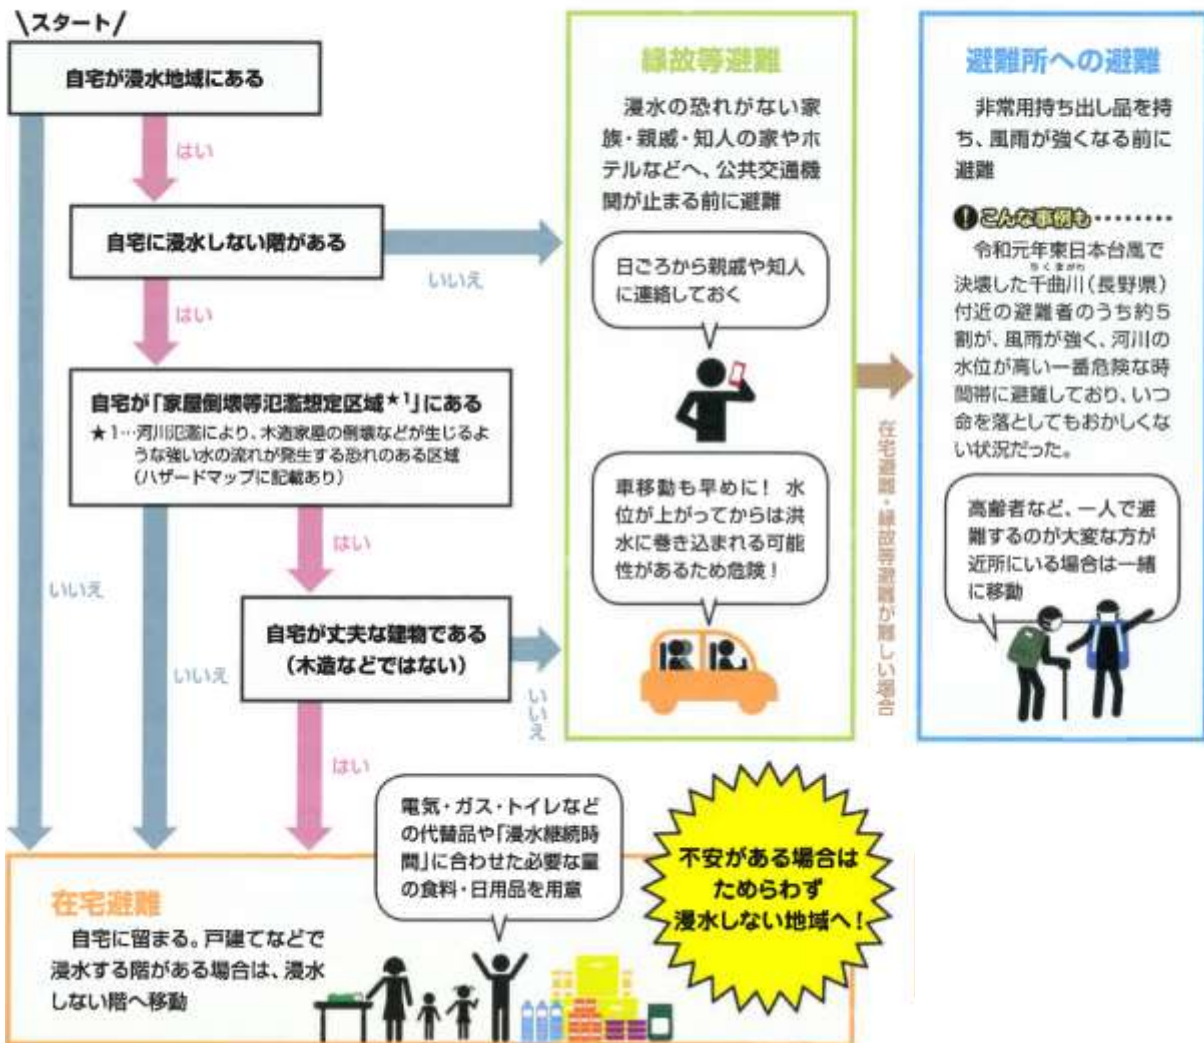 \スタート/
自宅が浸水地域にある
はい
自宅に浸水しない階がある
いいえ
はい
自宅が「家屋倒壊等氾濫想定区域★1」にある
★1…河川氾濫により、木造家屋の倒壊などが生じるよ
うな強い水の流れが発生する恐れのある区域
(ハザードマップに記載あり)
はい
いいえ
いいえ
自宅が丈夫な建物である
(木造などではない)
いいえ
はい
縁故等避難
浸水の恐れがない家
族・親戚・知人の家やホ
テルなどへ、公共交通機
関が止まる前に避難
日ごろから親戚や知人
に連絡しておく
車移動も早めに! 水
位が上がってからは洪
水に巻き込まれる可能
性があるため危険!
在宅避難・縁故等避難が難しい場合
避難所への避難
非常用持ち出し品を持
ち、風雨が強くなる前に
避難
!こんな事例も………
令和元年東日本台風で
ちくまがわ
決壊した千曲川(長野県)
付近の避難者のうち約5
割が、風雨が強く、河川の
水位が高い一番危険な時
間帯に避難しており、いつ
命を落としてもおかしくな
い状況だった。
高齢者など、一人で避
難するのが大変な方が
近所にいる場合は一緒
に移動
在宅避難
自宅に留まる。戸建てなどで
浸水する階がある場合は、浸水
しない階へ移動
電気・ガス・トイレなど
の代替品や「浸水継続時
間」に合わせた必要な量
の食料・日用品を用意
不安がある場合は
ためらわず
浸水しない地域へ!